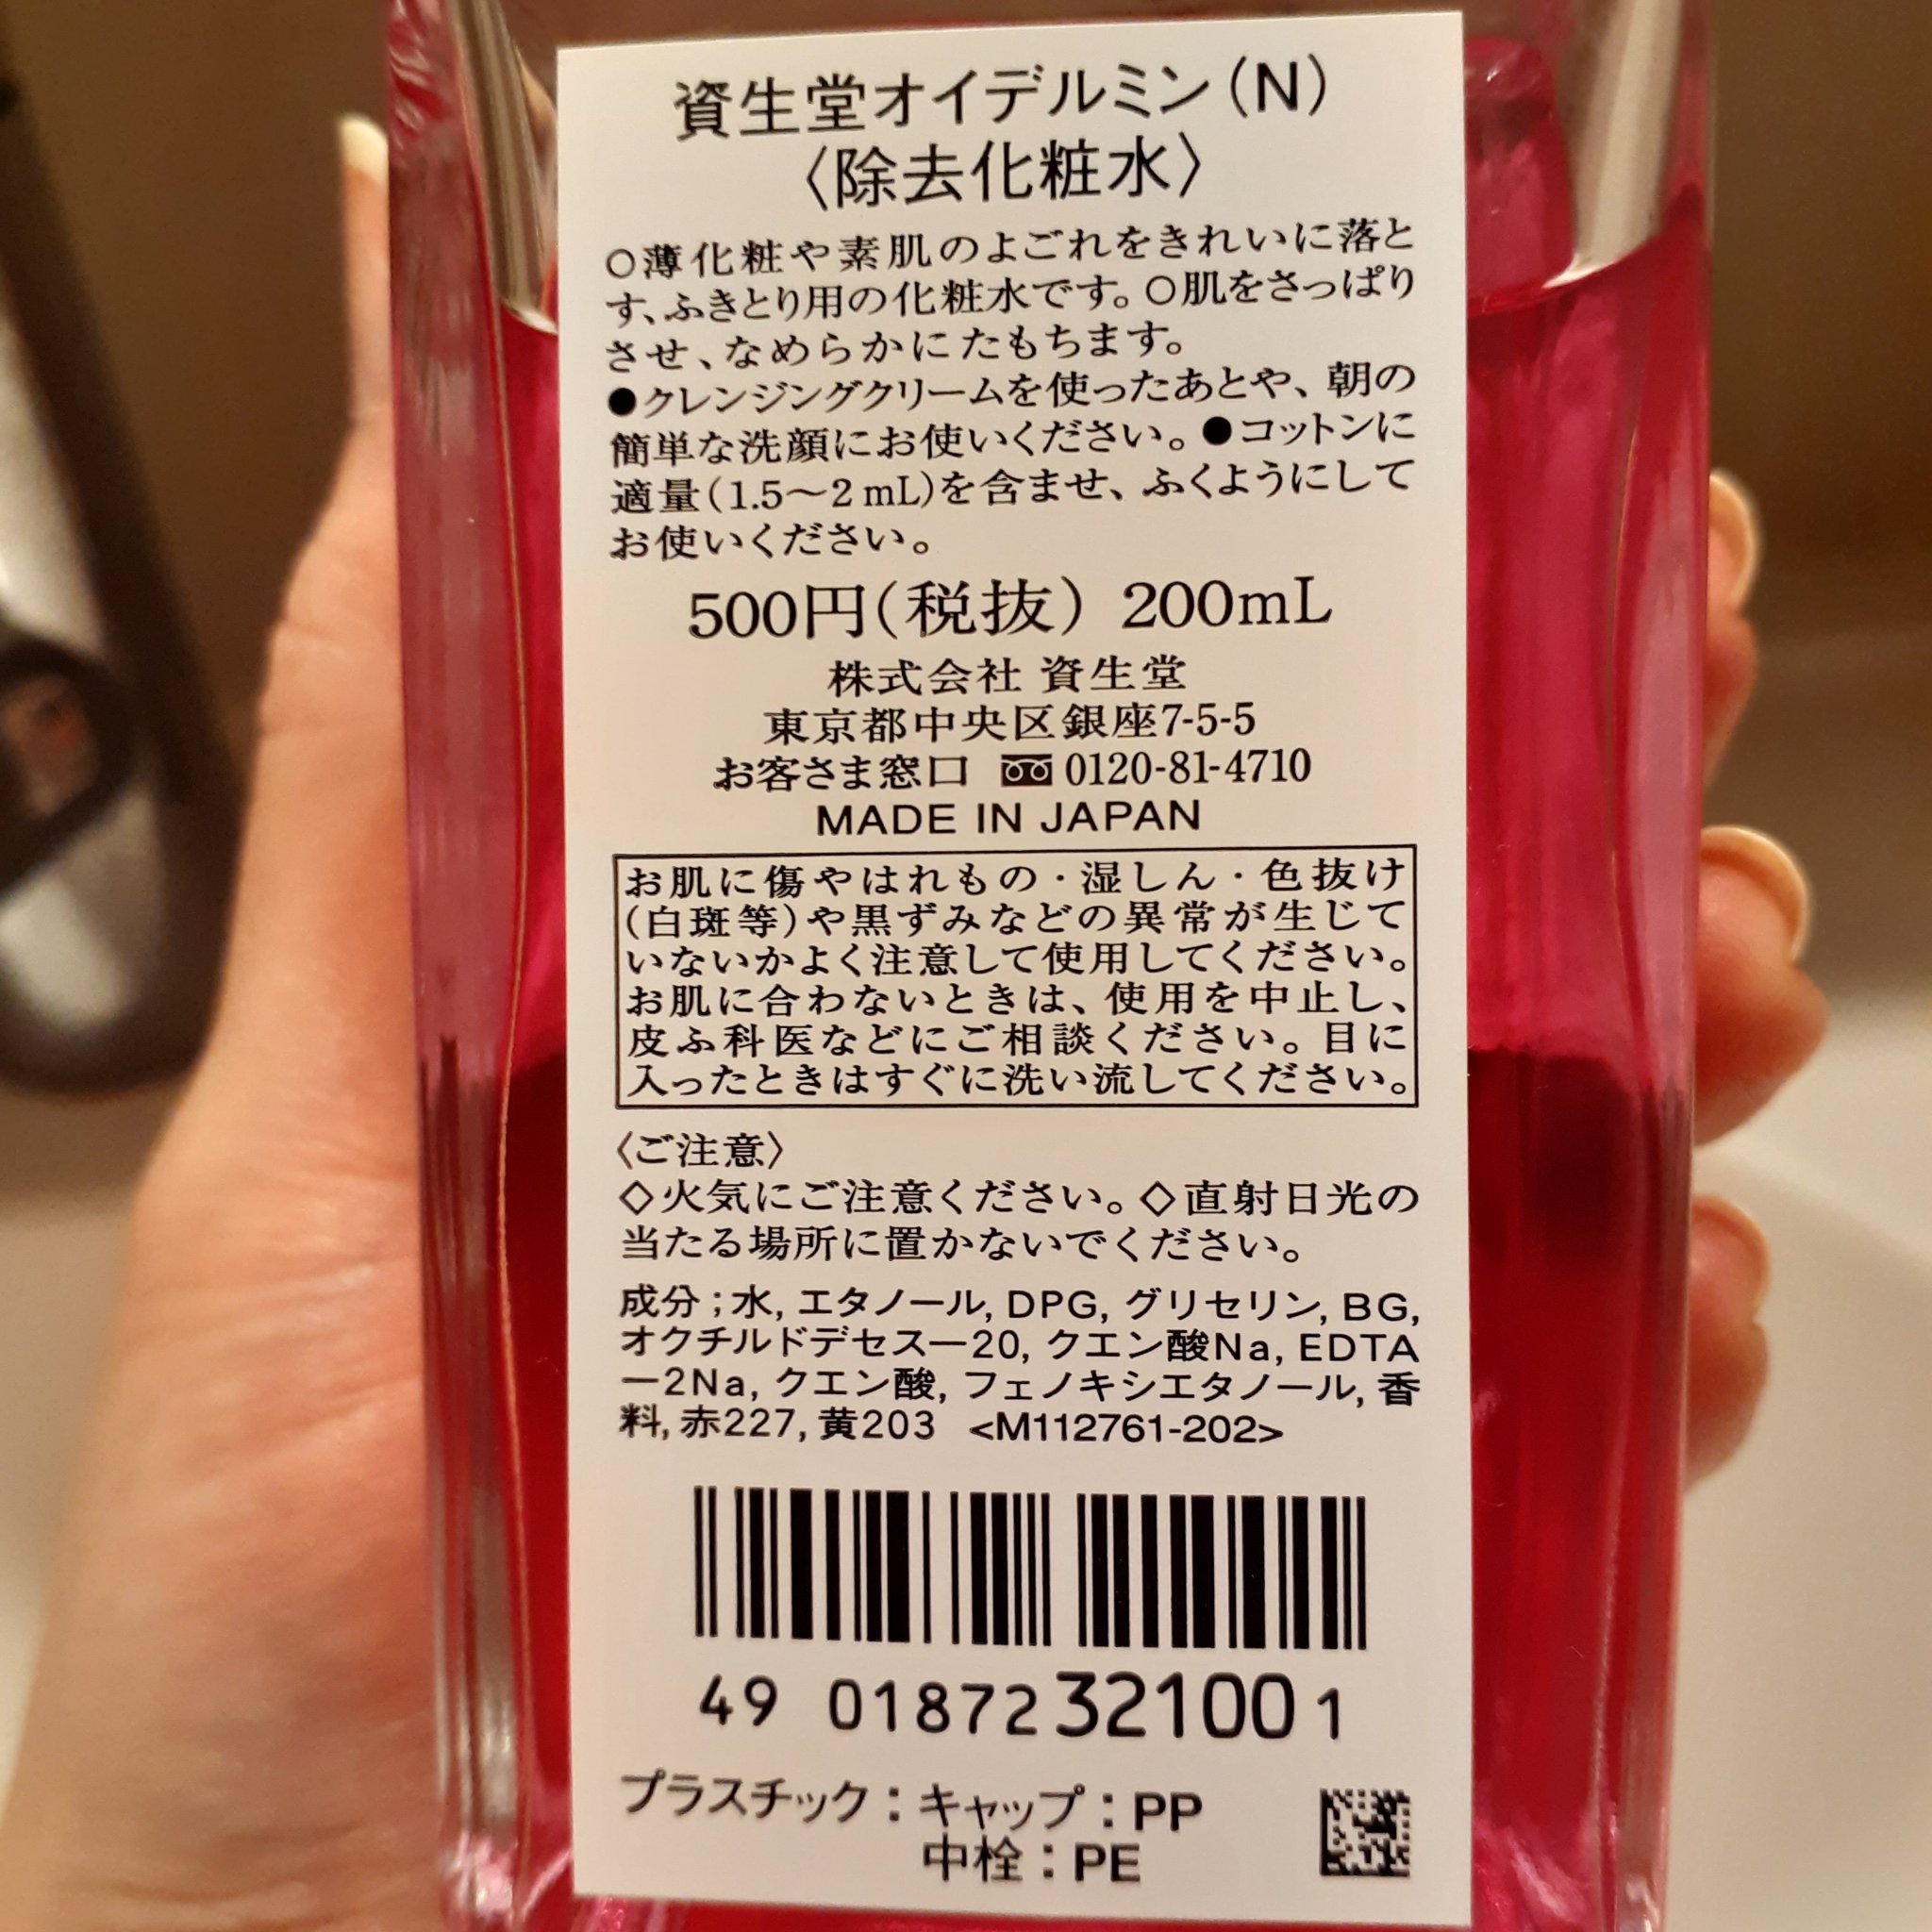 資生堂オイデルミン(N)
〈除去化粧水〉
○薄化粧や素肌のよごれをきれいに落と
す、ふきとり用の化粧水です。○肌をさっぱり
させ、なめらかにたもちます。
●クレンジングクリームを使ったあとや、朝の
簡単な洗顔にお使いください。●コットンに
適量(1.5〜2mL)を含ませ、ふくようにして
お使いください。
500円(税抜) 200mL
株式会社 資生堂
東京都中央区銀座7-5-5
お客さま窓口 0120-81-4710
MADE IN JAPAN
お肌に傷やはれもの・湿しん・色抜け
(白斑等)や黒ずみなどの異常が生じて
いないかよく注意して使用してください。
お肌に合わないときは、使用を中止し、
皮ふ科医などにご相談ください。目に
入ったときはすぐに洗い流してください。
〈ご注意〉
◇火気にご注意ください。◇直射日光の
当たる場所に置かないでください。
成分;水, エタノール, DPG, グリセリン, BG,
オクチルドデセスー20, クエン酸Na, EDTA
ー2Na, クエン酸, フェノキシエタノール, 香
料, 赤227, 黄203 <M112761-202>
49 01872 32100 1
プラスチック:キャップ:PP
中栓:PE